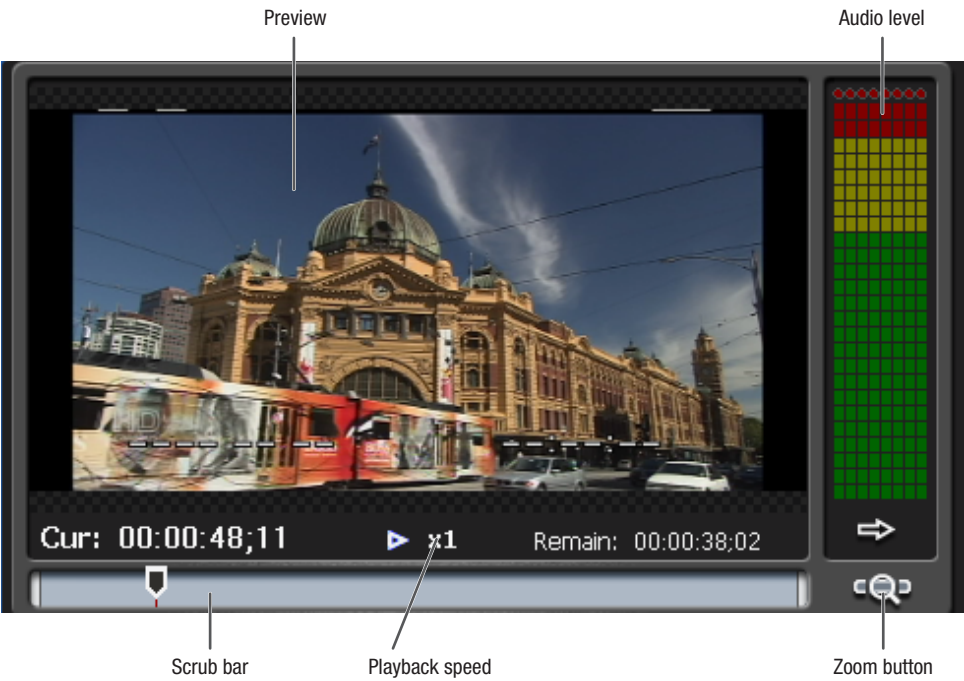 Preview
Audio level
HD
Cur: 00:00:48;11
x1
Remain: 00:00:38;02
Scrub bar
Playback speed
Zoom button